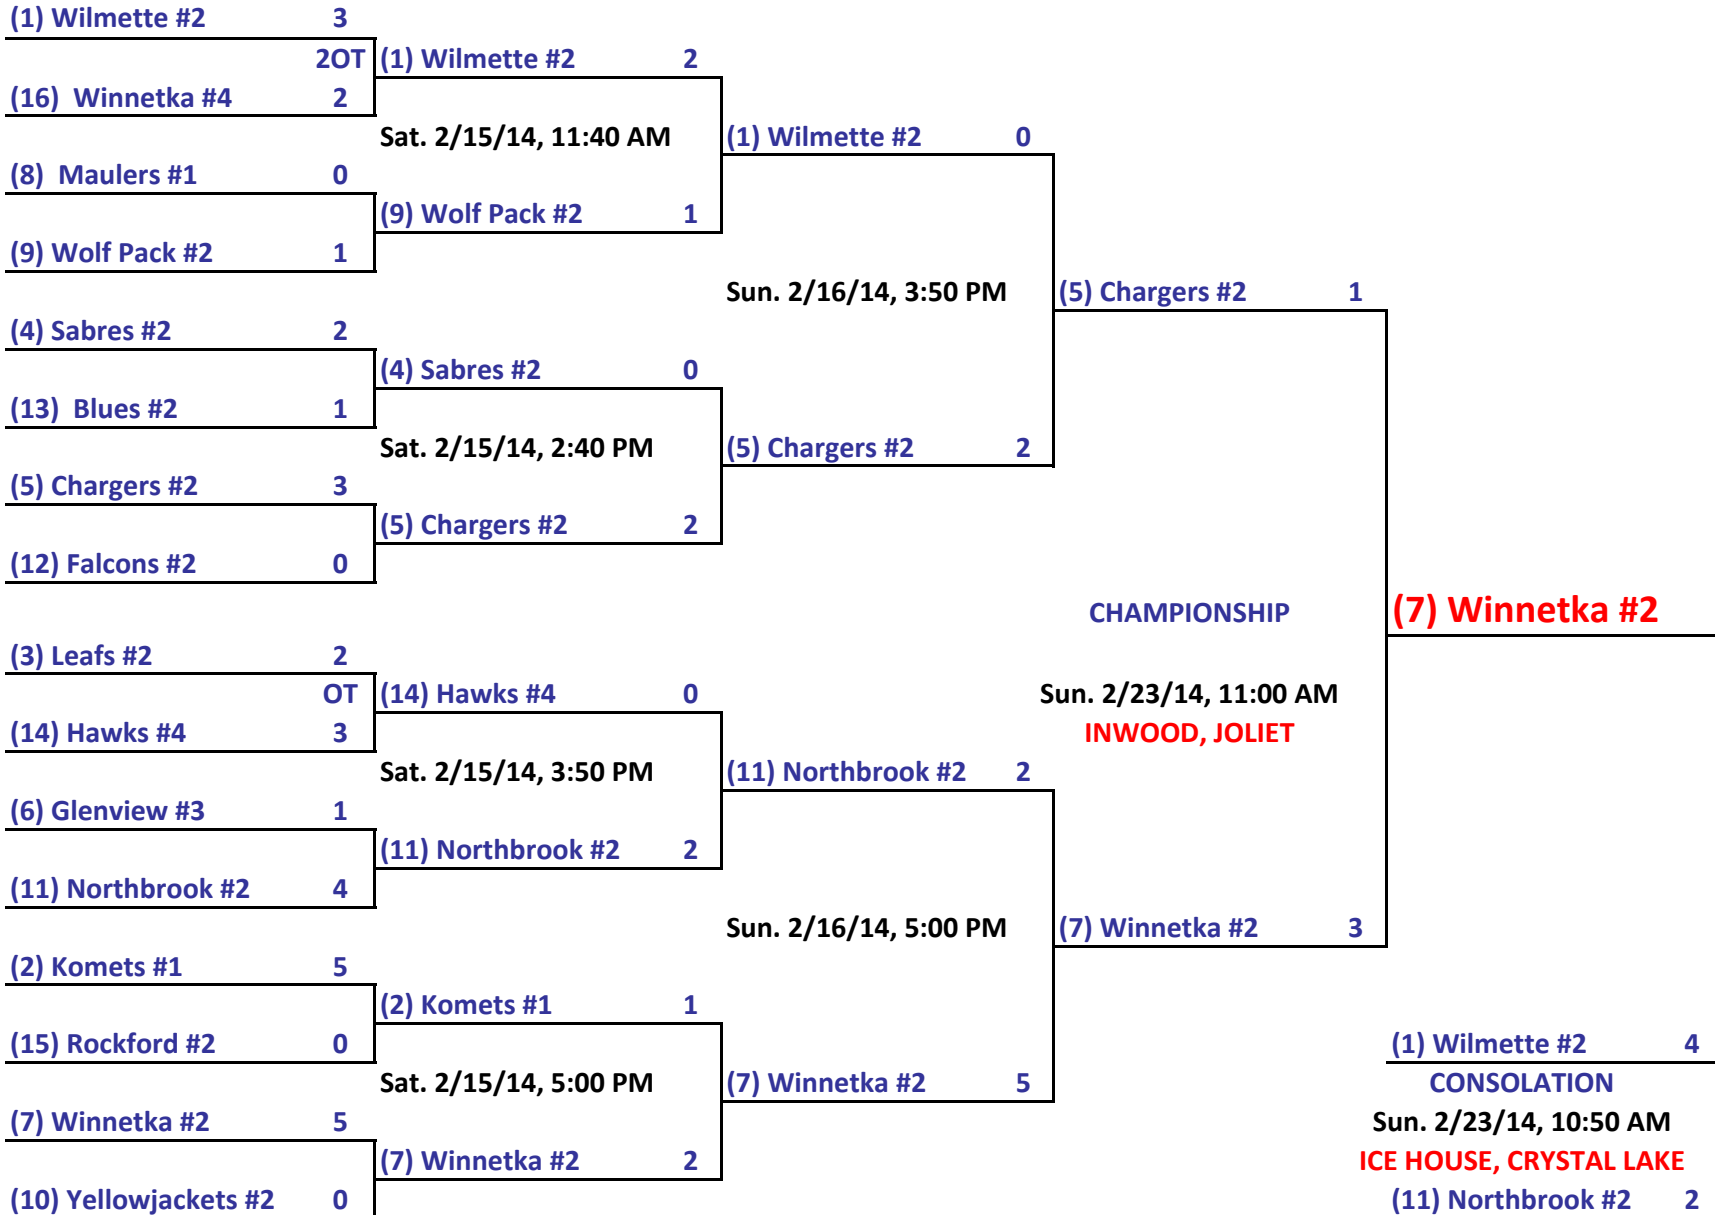 (1) Wilmette #2 3
2OT (1) Wilmette #2 2
(16) Winnetka #4 2
Sat. 2/15/14, 11:40 AM (1) Wilmette #2 0
(8) Maulers #1 0
(9) Wolf Pack #2 1
(9) Wolf Pack #2 1
Sun. 2/16/14, 3:50 PM (5) Chargers #2 1
(4) Sabres #2 2
(4) Sabres #2 0
(13) Blues #2 1
Sat. 2/15/14, 2:40 PM (5) Chargers #2 2
(5) Chargers #2 3
(5) Chargers #2 2
(12) Falcons #2 0
CHAMPIONSHIP (7) Winnetka #2
(3) Leafs #2 2
OT (14) Hawks #4 0 Sun. 2/23/14, 11:00 AM
(14) Hawks #4 3 INWOOD, JOLIET
Sat. 2/15/14, 3:50 PM (11) Northbrook #2 2
(6) Glenview #3 1
(11) Northbrook #2 2
(11) Northbrook #2 4
Sun. 2/16/14, 5:00 PM (7) Winnetka #2 3
(2) Komets #1 5
(2) Komets #1 1
(15) Rockford #2 0 (1) Wilmette #2 4
Sat. 2/15/14, 5:00 PM (7) Winnetka #2 5 CONSOLATION
(7) Winnetka #2 5 Sun. 2/23/14, 10:50 AM
(7) Winnetka #2 2 ICE HOUSE, CRYSTAL LAKE
(10) Yellowjackets #2 0 (11) Northbrook #2 2